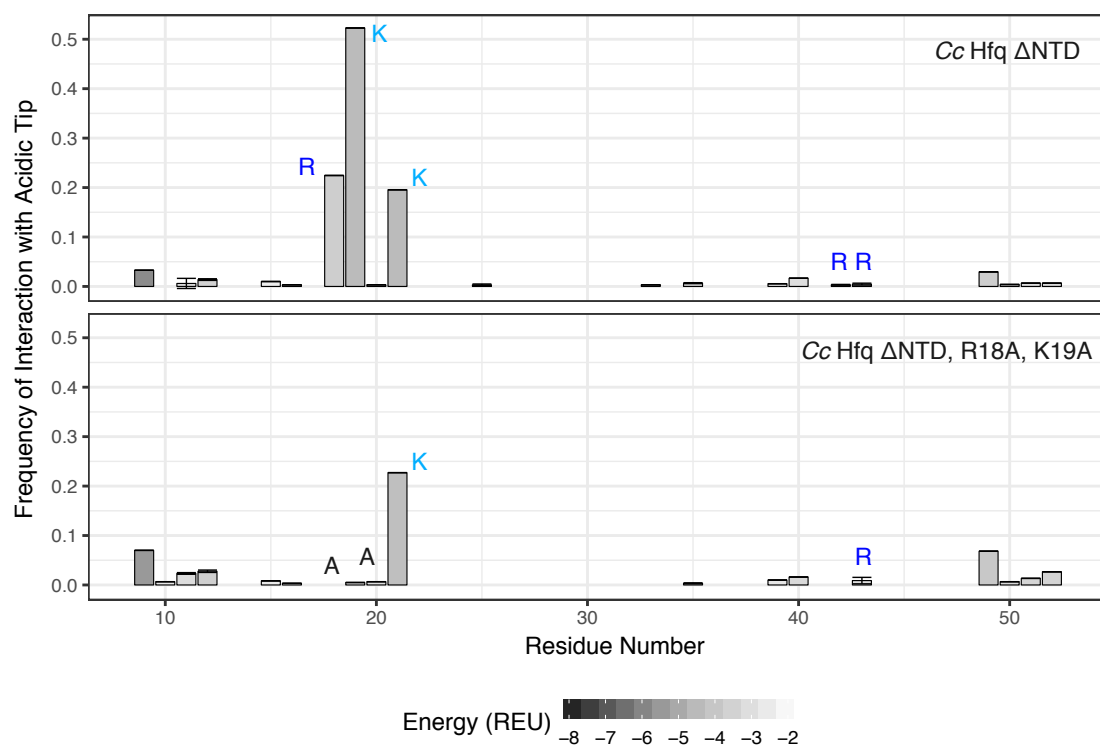 Frequency of Interaction with Acidic Tip
Cc Hfq ΔNTD
0.5
0.4
0.3
0.2
0.1
0.0
R
K
K
R R
Cc Hfq ΔNTD, R18A, K19A
0.5
0.4
0.3
0.2
0.1
0.0
A
A
K
R
10 20 30 40 50
Residue Number
Energy (REU)
−8 −7 −6 −5 −4 −3 −2